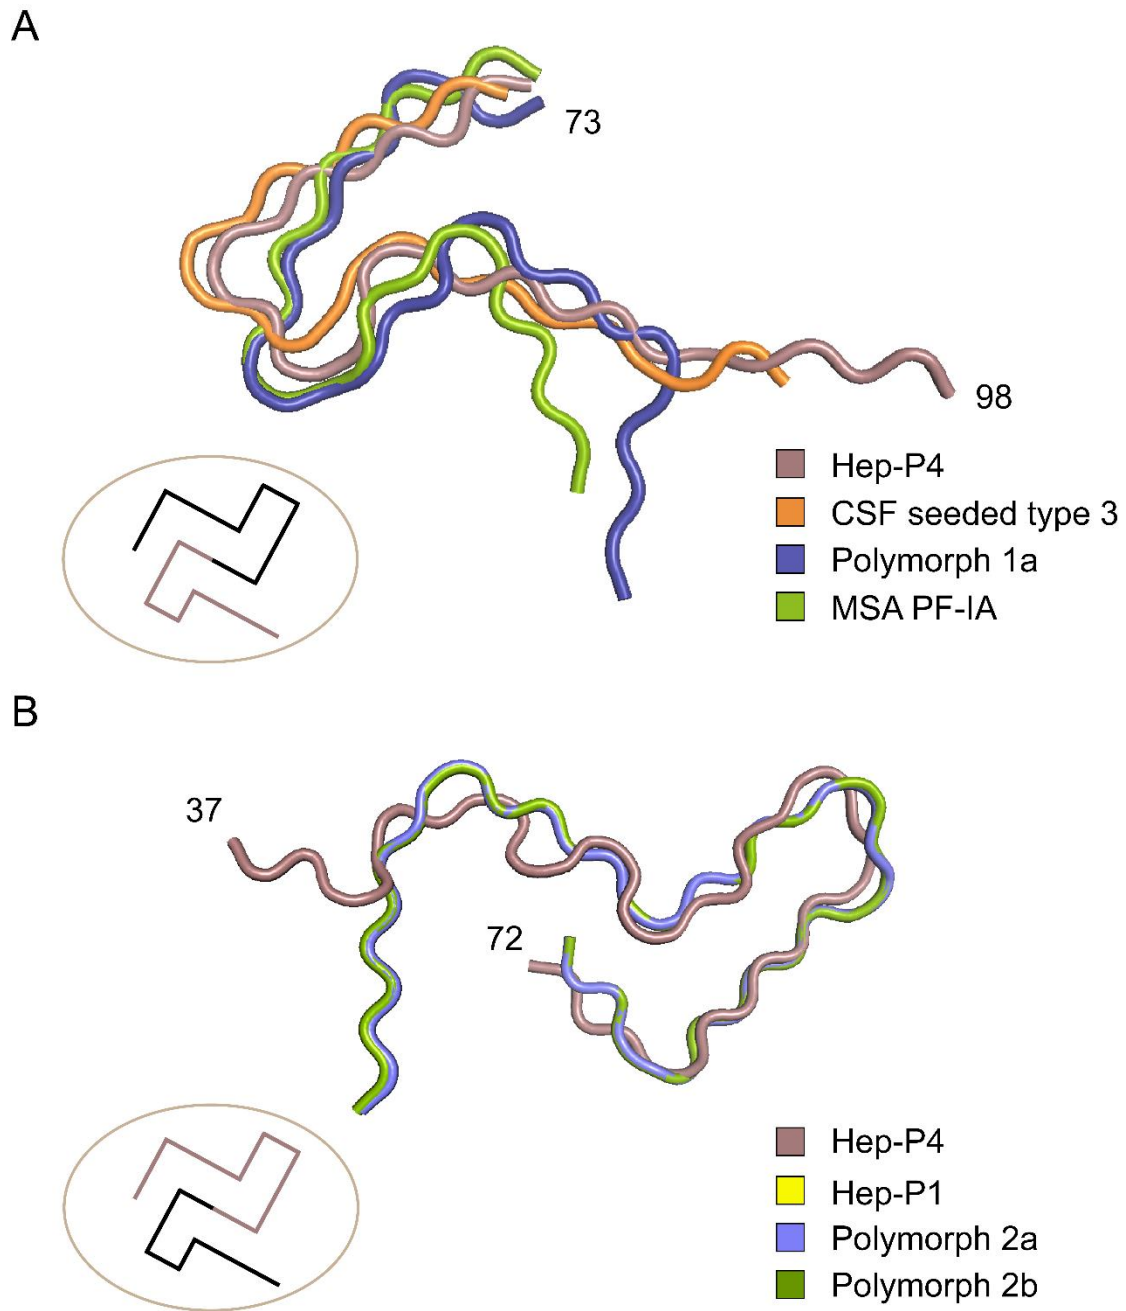 A
73
98
Hep-P4
CSF seeded type 3
Polymorph 1a
MSA PF-IA
B
37
72
Hep-P4
Hep-P1
Polymorph 2a
Polymorph 2b